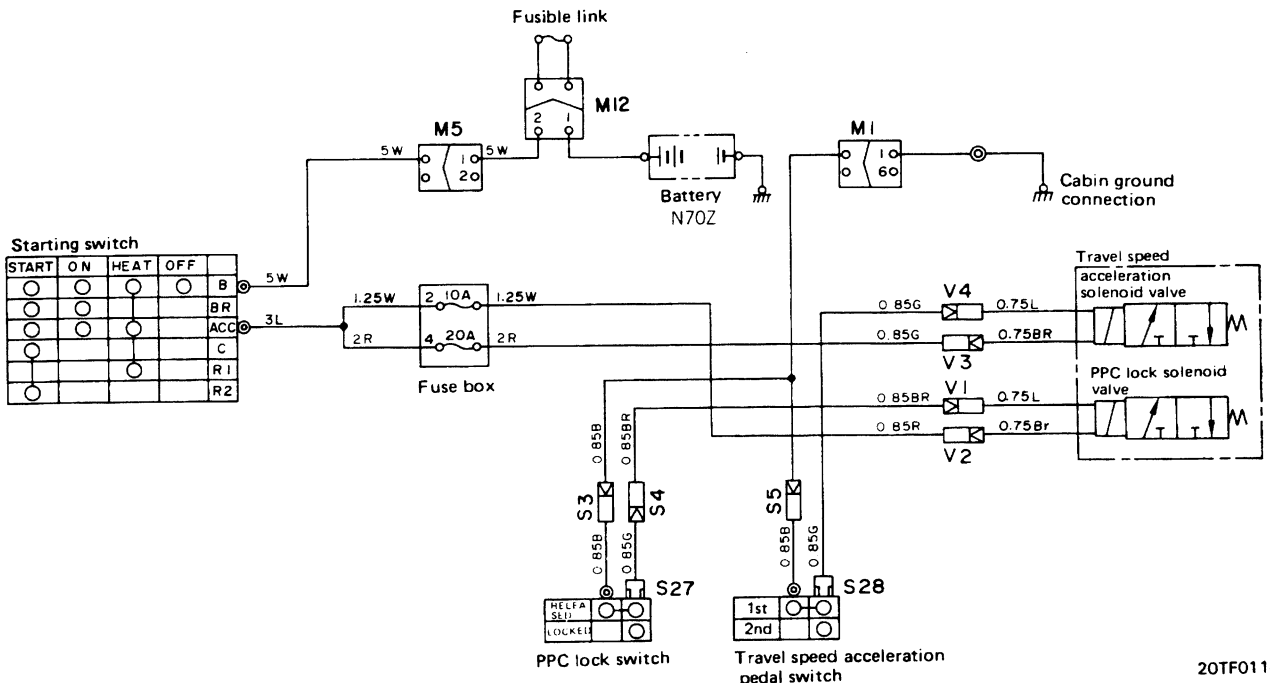 Fusible link
M12
2 1
M5
5W
1
5W
2
M1
1
6
Battery
N70Z
Cabin ground
connection
Starting switch
START ON HEAT OFF
B
BR
ACC
C
R1
R2
5W
3L
1.25W
2 10A
1.25W
2R
4 20A
2R
Fuse box
Travel speed
acceleration
solenoid valve
V4
0.85G
0.75L
0.85G
0.75BR
V3
PPC lock solenoid
valve
V1
0.85BR
0.75L
0.85R
0.75Br
V2
0.85B
0.85BR
S3
S4
S5
0.85B
0.85G
0.85B
0.85G
S27
S28
HELEA
SED
LOCKED
1st
2nd
PPC lock switch
Travel speed acceleration
pedal switch
20TF011